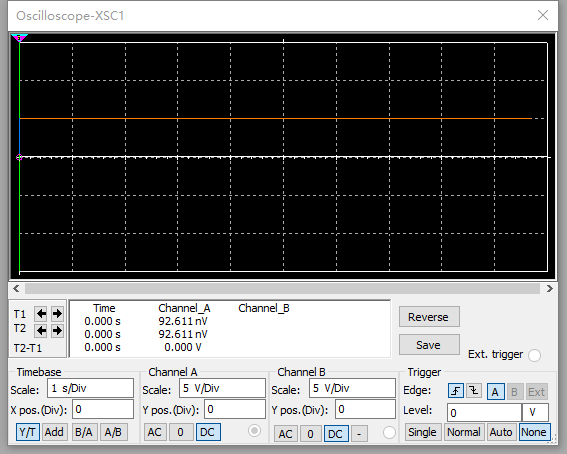 Oscilloscope-XSC1
T1
T2
T2-T1
Time Channel_A Channel_B
0.000 s 92.611 nV
0.000 s 92.611 nV
0.000 s 0.000 V
Reverse
Save
Ext. trigger
Timebase
Scale: 1 s/Div
X pos.(Div): 0
Y/T Add B/A A/B
Channel A
Scale: 5 V/Div
Y pos.(Div): 0
AC 0 DC
Channel B
Scale: 5 V/Div
Y pos.(Div): 0
AC 0 DC -
Trigger
Edge: A B Ext
Level: 0 V
Single Normal Auto None